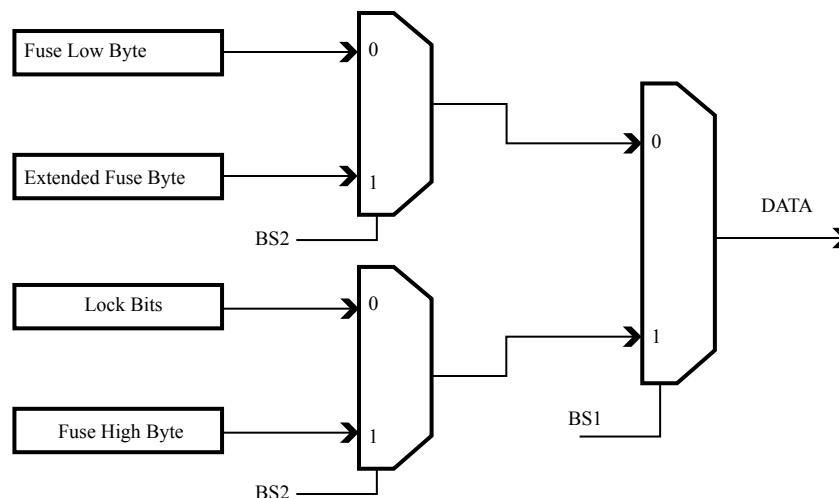 Fuse Low Byte
0
Extended Fuse Byte
1
BS2
0
DATA
Lock Bits
0
1
Fuse High Byte
1
BS1
BS2